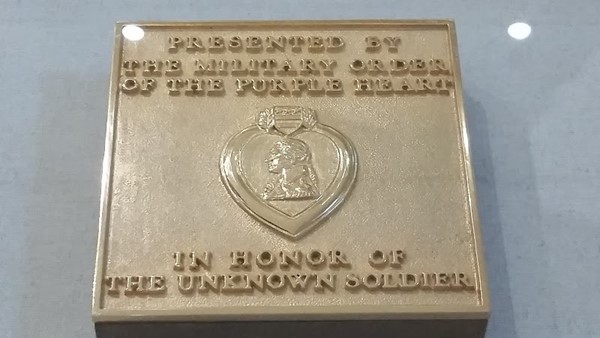 PRESENTED BY
THE MILITARY ORDER
OF THE PURPLE HEART
IN HONOR OF
THE UNKNOWN SOLDIER